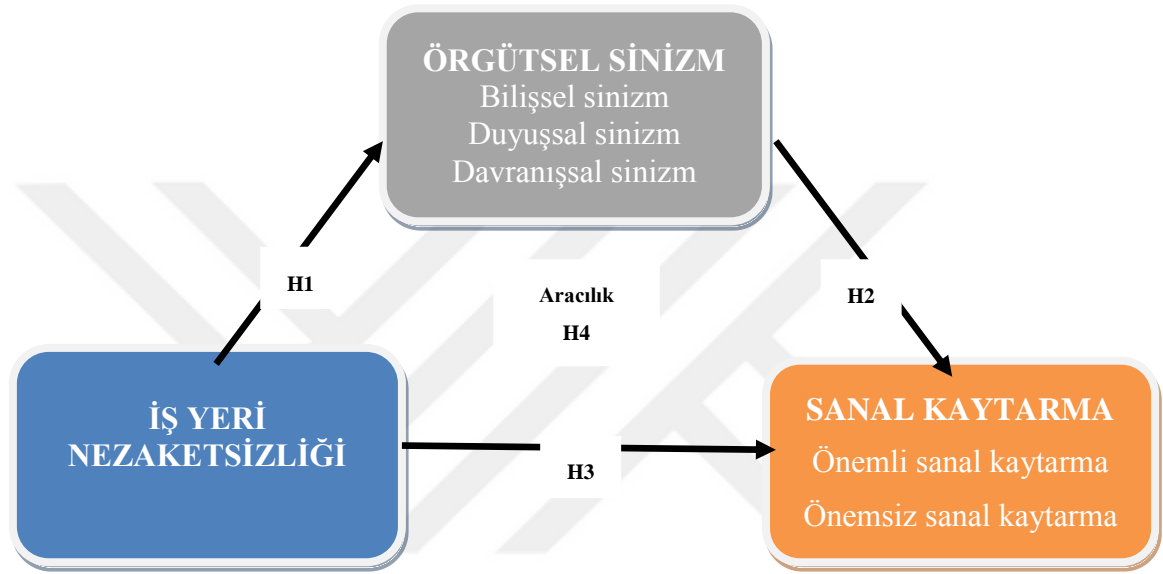 ÖRGÜTSEL SİNİZM
Bilişsel sinizm
Duyuşsal sinizm
Davranışsal sinizm
H1
Aracılık
H4
H2
İŞ YERİ
NEZAKETSİZLİĞİ
H3
SANAL KAYTARMA
Önemli sanal kaytarma
Önemsiz sanal kaytarma